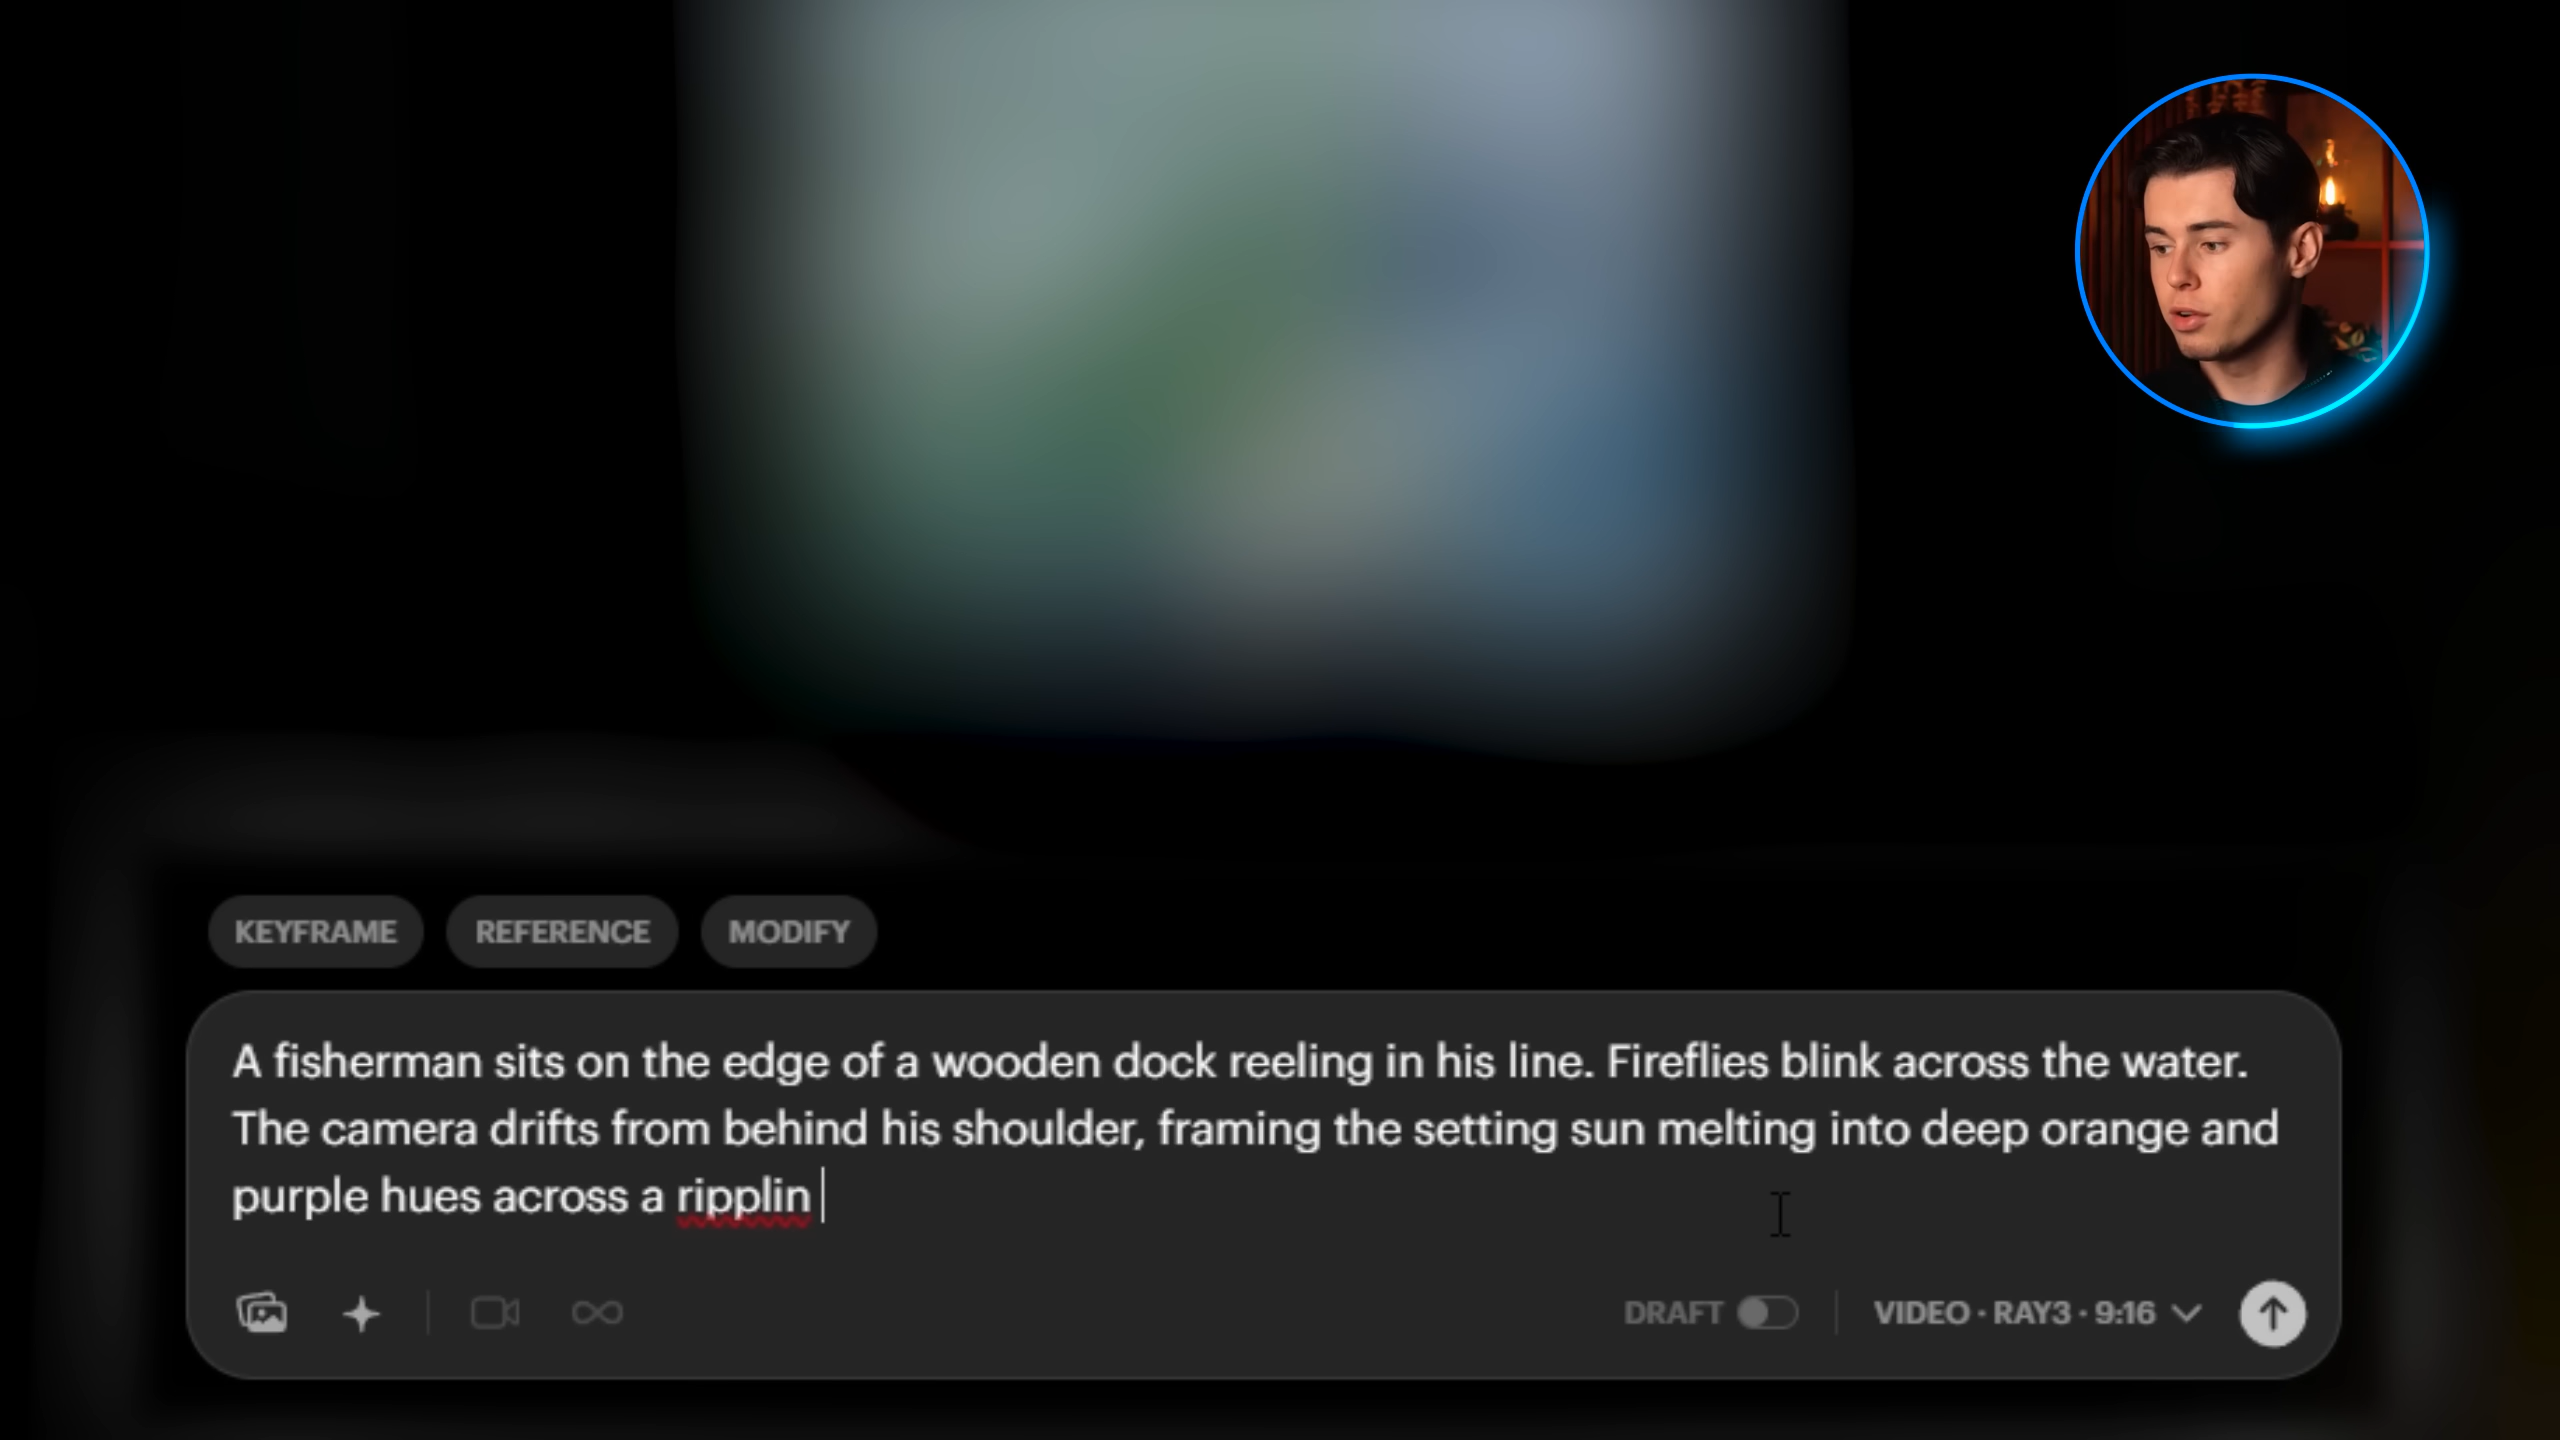 KEYFRAME REFERENCE MODIFY
A fisherman sits on the edge of a wooden dock reeling in his line. Fireflies blink across the water.
The camera drifts from behind his shoulder, framing the setting sun melting into deep orange and
purple hues across a ripplin
DRAFT VIDEO · RAY3 · 9:16